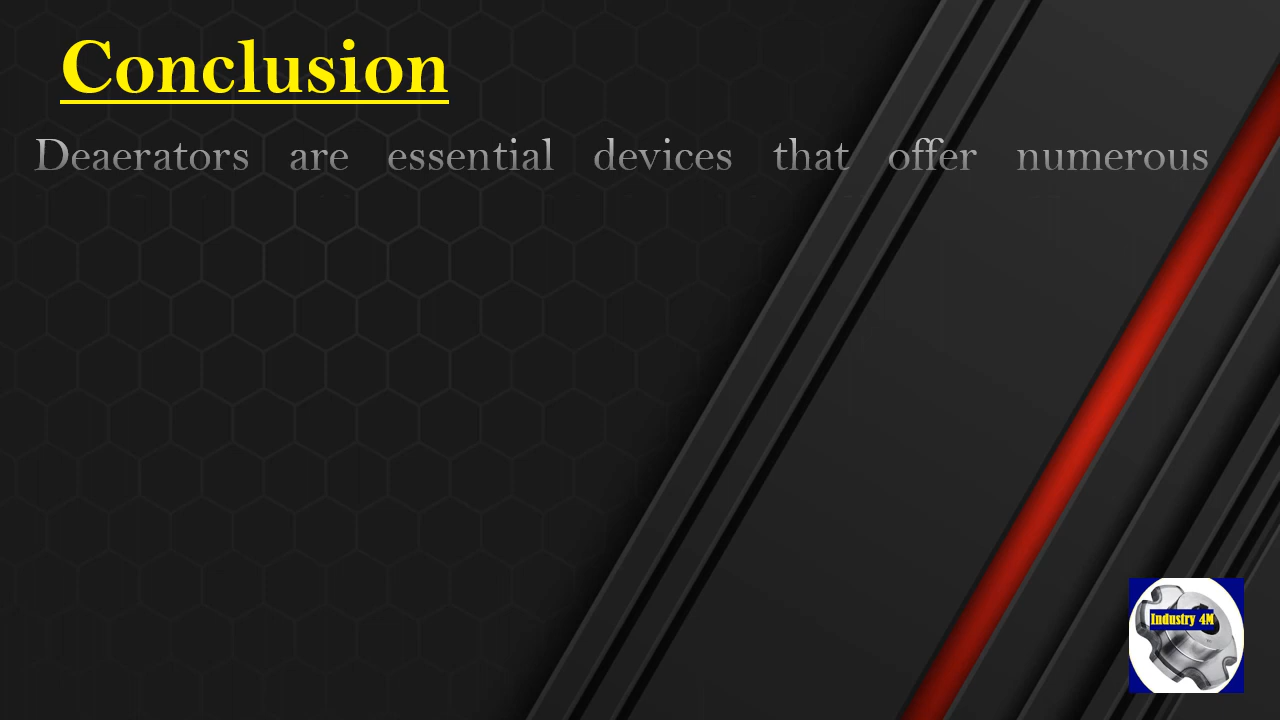 Conclusion
Deaerators are essential devices that offer numerous
Industry 4M